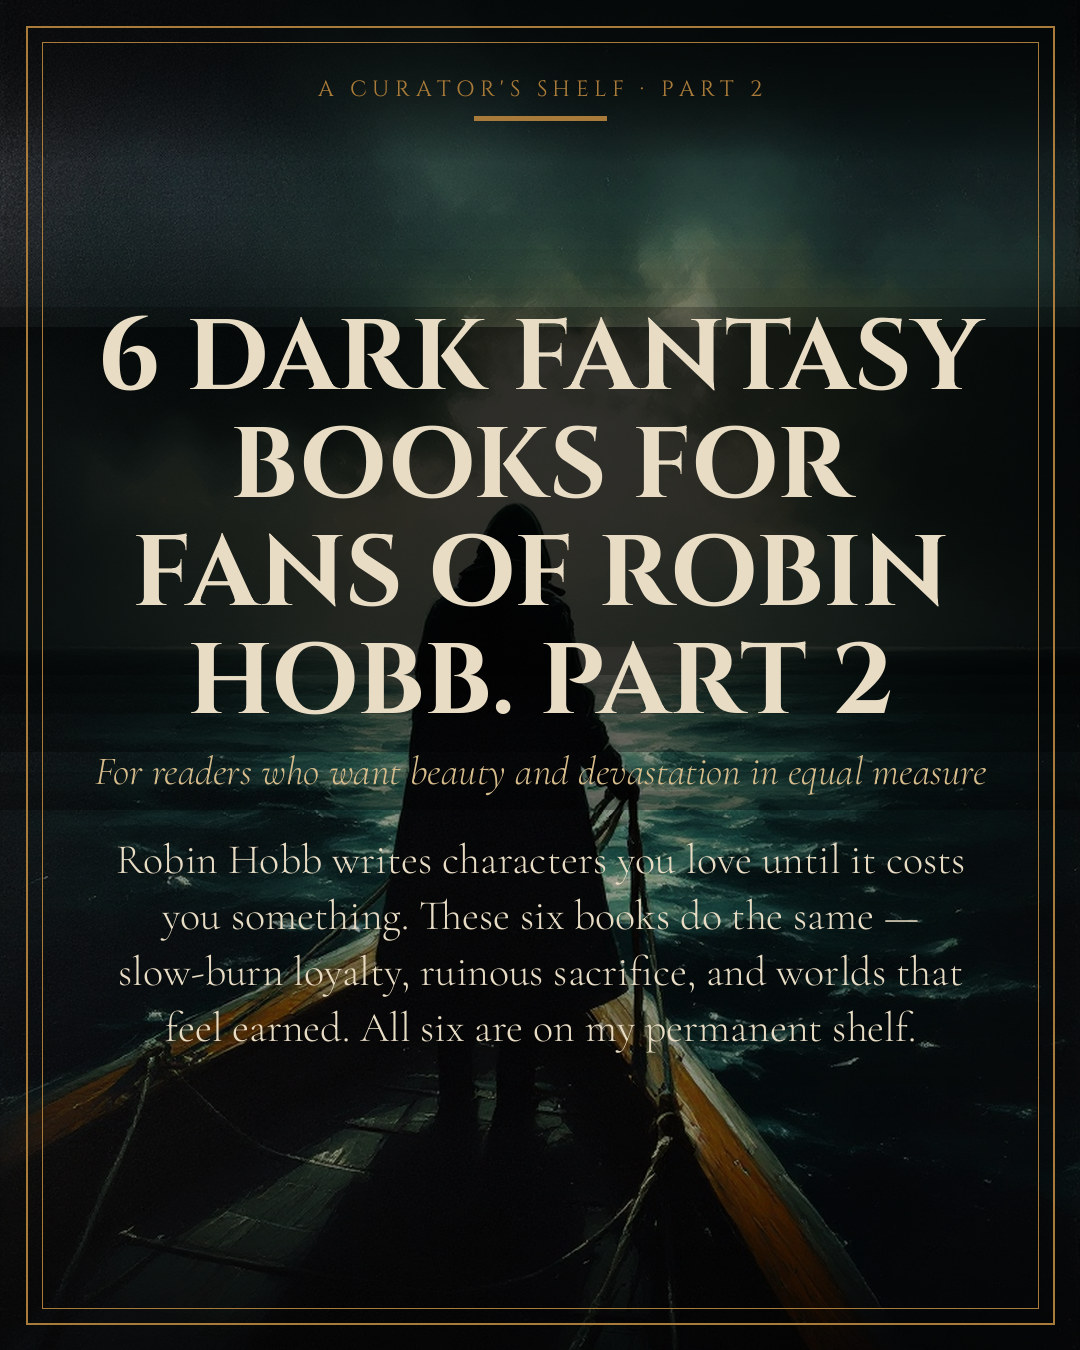 A CURATOR'S SHELF · PART 2
6 DARK FANTASY
BOOKS FOR
FANS OF ROBIN
HOBB. PART 2
For readers who want beauty and devastation in equal measure
Robin Hobb writes characters you love until it costs
you something. These six books do the same —
slow-burn loyalty, ruinous sacrifice, and worlds that
feel earned. All six are on my permanent shelf.